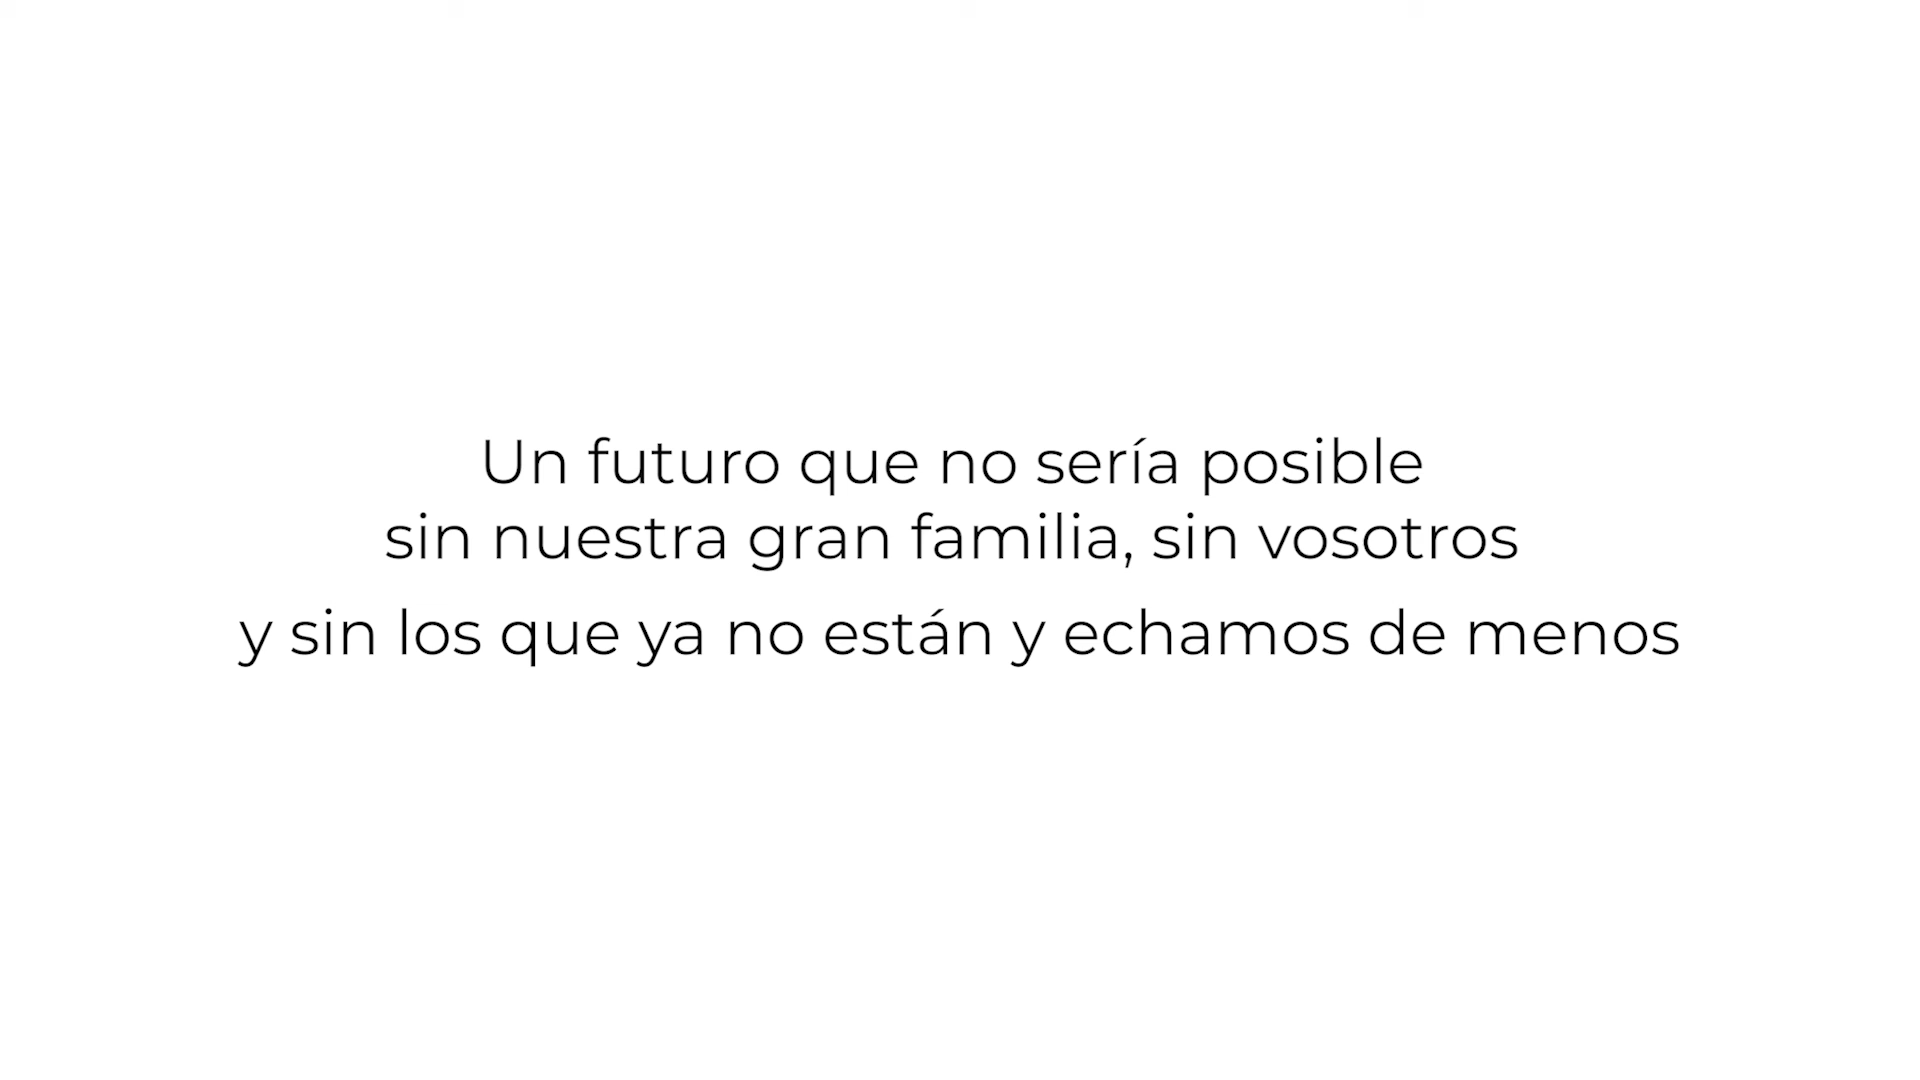 Un futuro que no sería posible
sin nuestra gran familia, sin vosotros
y sin los que ya no están y echamos de menos